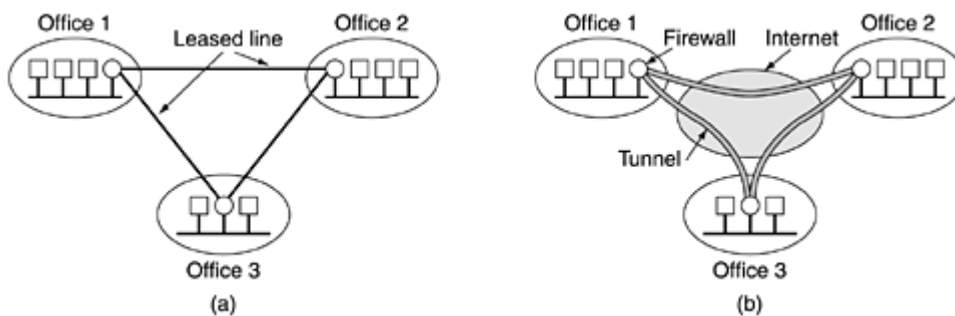 Office 1
Leased line
Office 2
Office 3
(a)
Office 1
Firewall
Internet
Office 2
Tunnel
Office 3
(b)